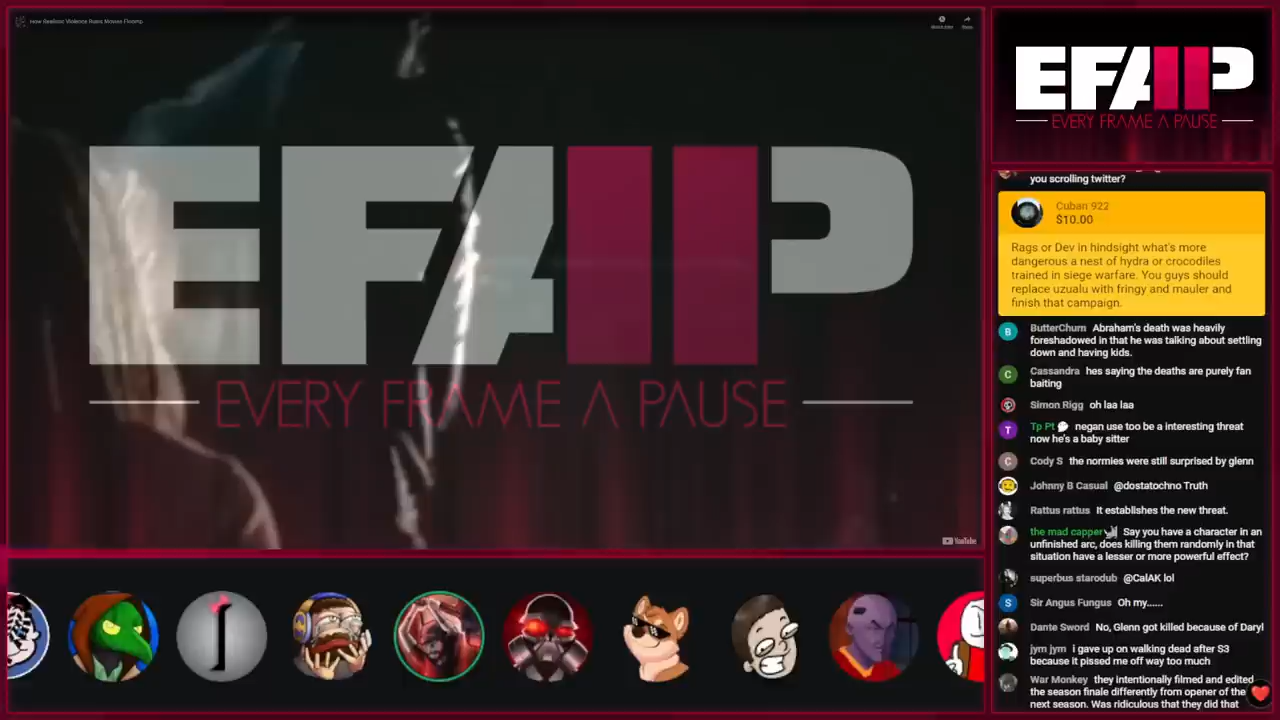 How Realistic Violence Ruins Movies
Share
EFAP
EVERY FRAME A PAUSE
YouTube
EFAP
EVERY FRAME A PAUSE
you scrolling twitter?
Cuban 922
$10.00
Rags or Dev in hindsight what's more
dangerous a nest of hydra or crocodiles
trained in siege warfare. You guys should
replace uzualu with fringy and mauler and
finish that campaign.
B ButterChurn Abraham's death was heavily
foreshadowed in that he was talking about settling
down and having kids.
C Cassandra hes saying the deaths are purely fan
baiting
Simon Rigg oh laa laa
T Tp Pt negan use too be a interesting threat
now he's a baby sitter
C Cody S the normies were still surprised by glenn
Johnny B Casual @dostatochno Truth
Rattus rattus It establishes the new threat.
the mad capper Say you have a character in an
unfinished arc, does killing them randomly in that
situation have a lesser or more powerful effect?
superbus starodub @CalAK lol
S Sir Angus Fungus Oh my......
Dante Sword No, Glenn got killed because of Daryl
jym jym i gave up on walking dead after S3
because it pissed me off way too much
War Monkey they intentionally filmed and edited
the season finale differently from opener of the
next season. Was ridiculous that they did that